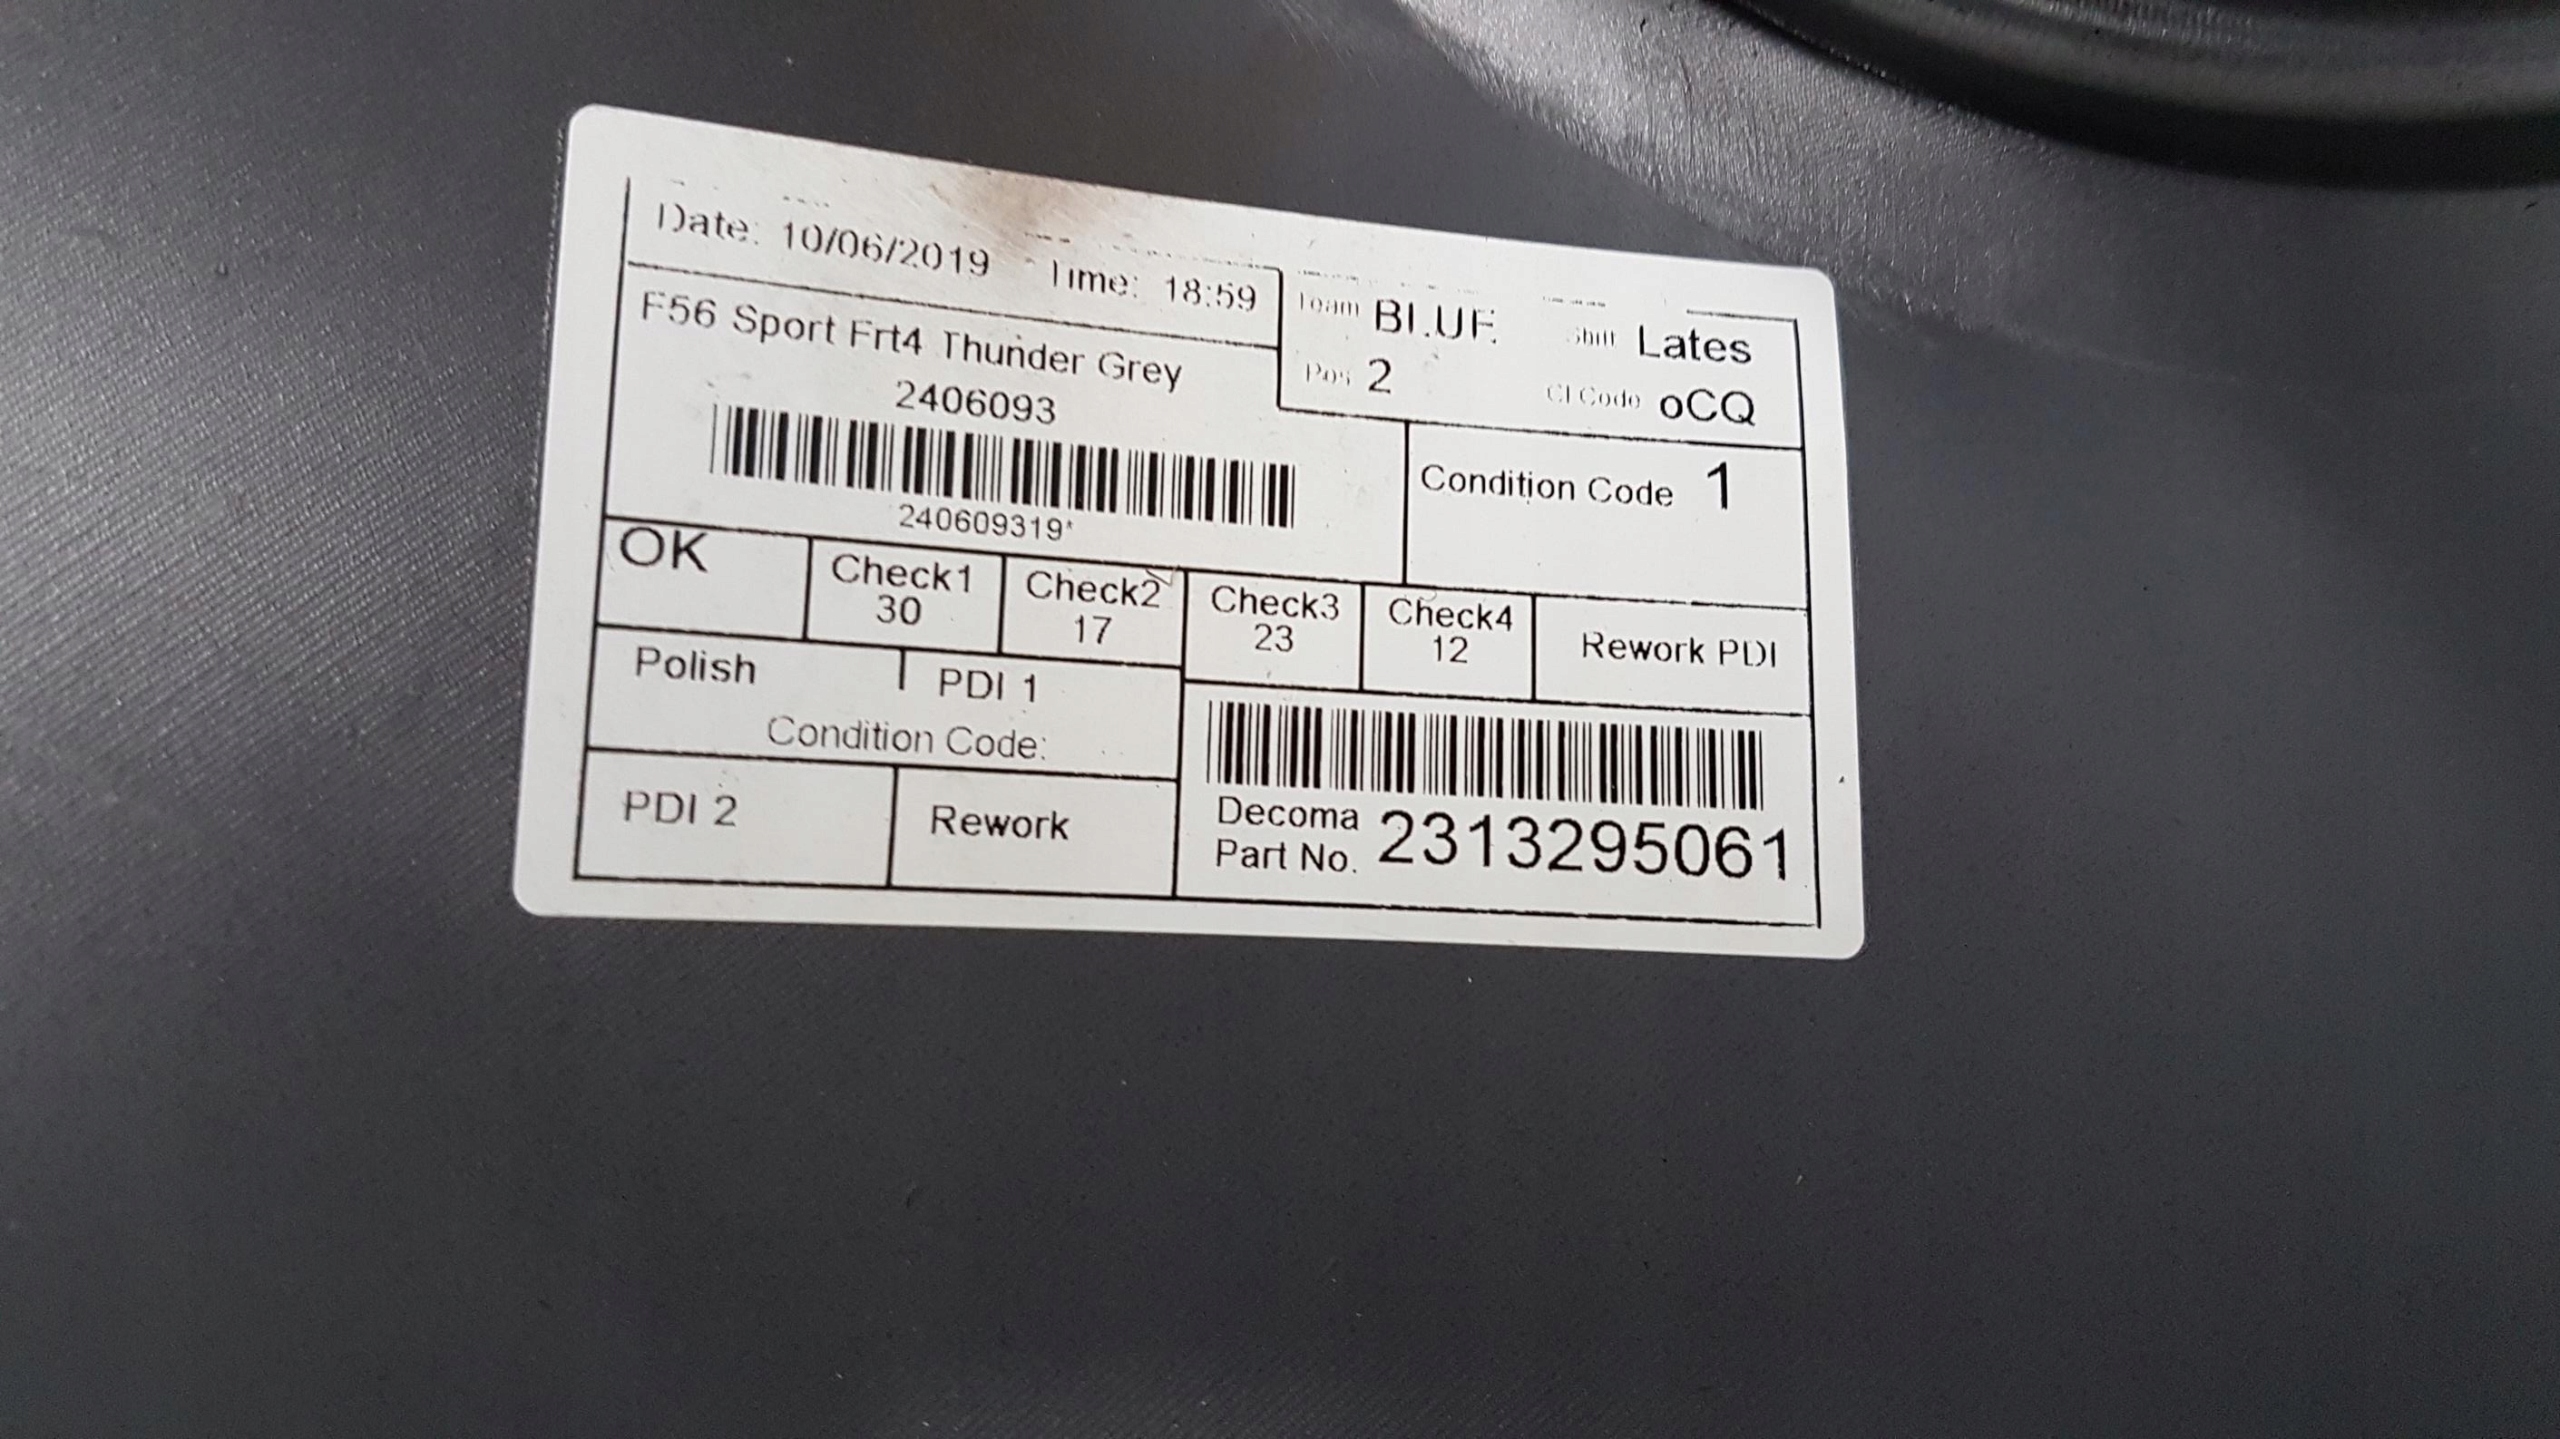 Date: 10/06/2019 Time: 18:59
Team BLUE Shift Lates
Pos 2 Cl Code oCQ
F56 Sport Frt4 Thunder Grey
2406093
240609319*
Condition Code 1
OK
Check1
30
Check2
17
Check3
23
Check4
12
Rework PDI
Polish
PDI 1
Condition Code:
PDI 2
Rework
Decoma
Part No. 2313295061